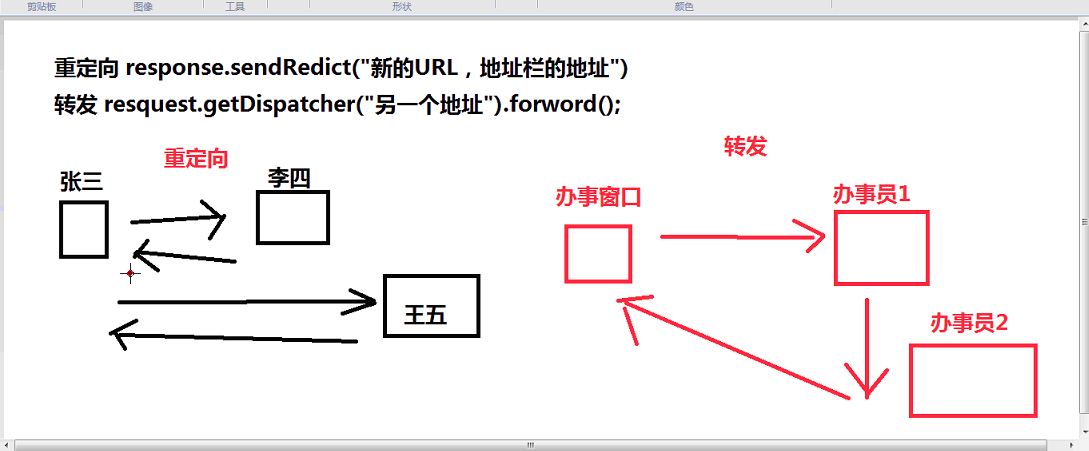 剪贴板 图像 工具 形状 颜色
重定向 response.sendRedict("新的URL，地址栏的地址")
转发 resquest.getDispatcher("另一个地址").forword();
重定向
转发
张三
李四
王五
办事窗口
办事员1
办事员2